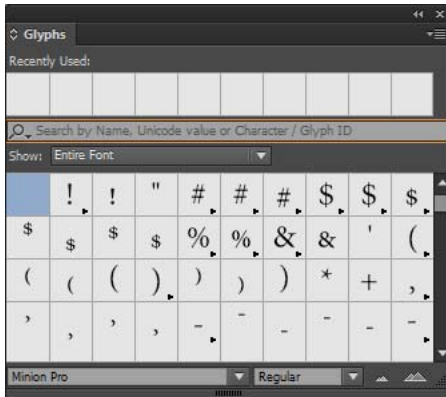 Glyphs
Recently Used:
Search by Name, Unicode value or Character / Glyph ID
Show: Entire Font
! ! " # # # $ $ $
$ $ $ $ % % & & ' (
( ( ( ) ) ) ) * + ,
, , , , - - - - - -
Minion Pro Regular